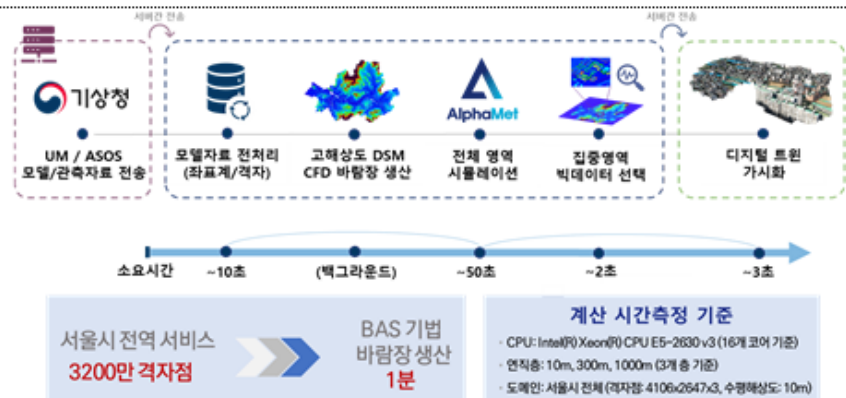 서버간 전송
서버간 전송
기상청
AlphaMet
UM / ASOS
모델/관측자료 전송
모델자료 전처리
(좌표계/격자)
고해상도 DSM
CFD 바람장 생산
전체 영역
시뮬레이션
집중영역
빅데이터 선택
디지털 트윈
가시화
소요시간
~10초
(백그라운드)
~50초
~2초
~3초
서울시 전역 서비스
3200만 격자점
BAS 기법
바람장 생산
1분
계산 시간측정 기준
· CPU: Intel(R) Xeon(R) CPU E5-2630 v3 (16개 코어 기준)
· 연직층: 10m, 300m, 1000m (3개 층 기준)
· 도메인: 서울시 전체 (격자점: 4106x2647x3, 수평해상도: 10m)